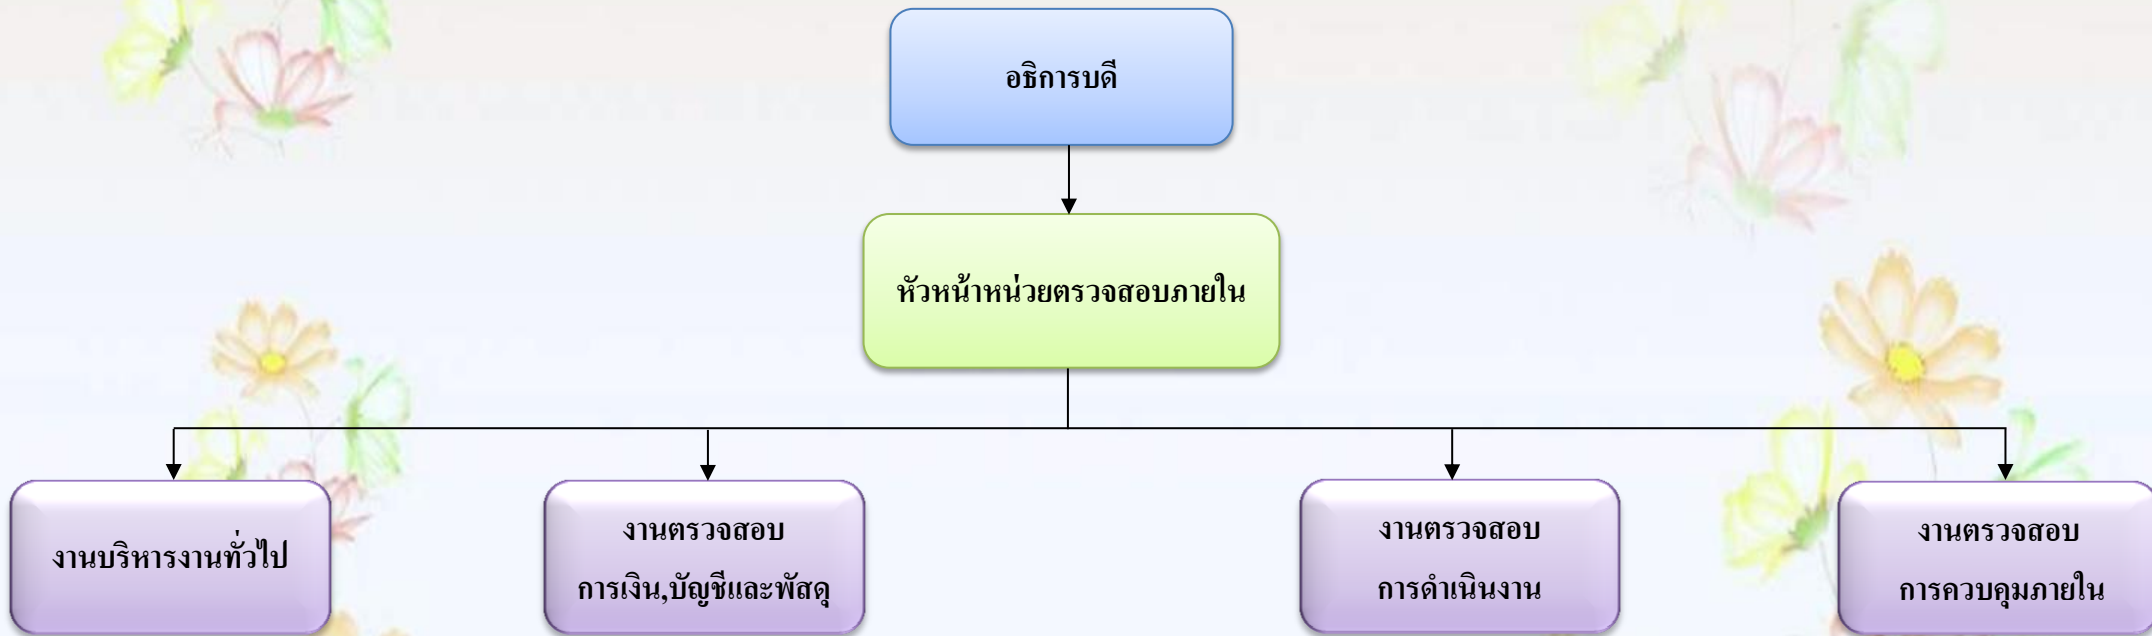 อธิการบดี
หัวหน้าหน่วยตรวจสอบภายใน
งานบริหารงานทั่วไป
งานตรวจสอบ
การเงิน,บัญชีและพัสดุ
งานตรวจสอบ
การดำเนินงาน
งานตรวจสอบ
การควบคุมภายใน